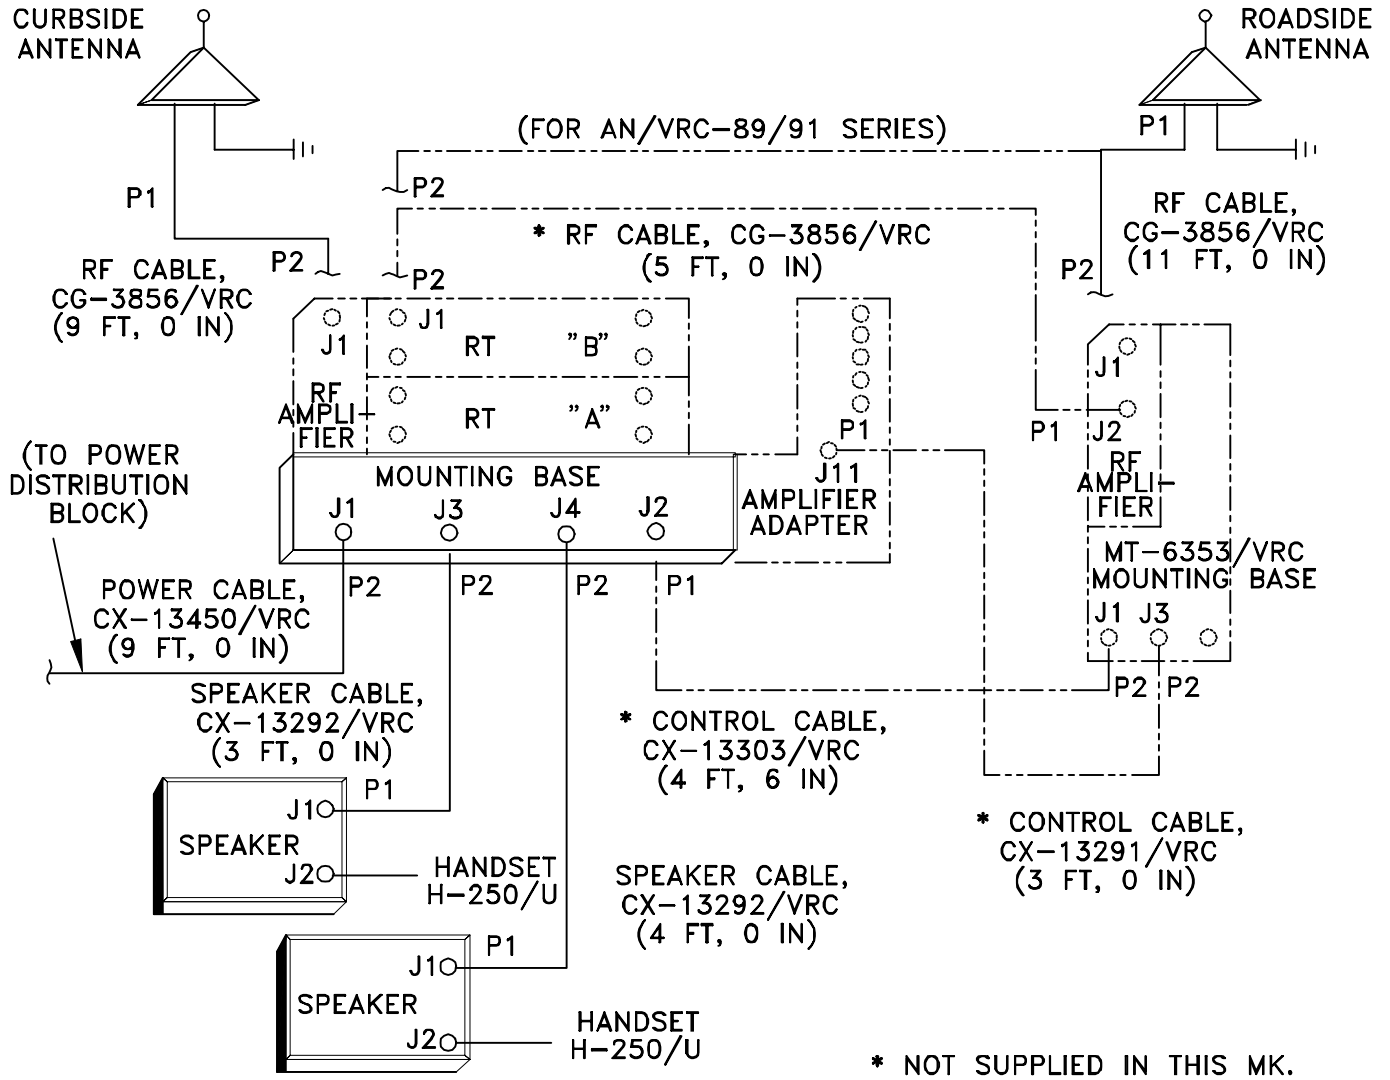 CURBSIDE
ANTENNA
ROADSIDE
ANTENNA
(FOR AN/VRC-89/91 SERIES)
P1
P2
P1
RF CABLE,
CG-3856/VRC
(11 FT, 0 IN)
* RF CABLE, CG-3856/VRC
(5 FT, 0 IN)
P2
P2
P2
RF CABLE,
CG-3856/VRC
(9 FT, 0 IN)
J1
J1
RT "B"
RF
AMPLI-
FIER
RT "A"
P1
J11
AMPLIFIER
ADAPTER
J1
P1
J2
RF
AMPLI-
FIER
(TO POWER
DISTRIBUTION
BLOCK)
MOUNTING BASE
J1
J3
J4
J2
MT-6353/VRC
MOUNTING BASE
J1
J3
P2
P2
P2
P1
POWER CABLE,
CX-13450/VRC
(9 FT, 0 IN)
P2
P2
SPEAKER CABLE,
CX-13292/VRC
(3 FT, 0 IN)
* CONTROL CABLE,
CX-13303/VRC
(4 FT, 6 IN)
P1
J1
SPEAKER
J2
HANDSET
H-250/U
* CONTROL CABLE,
CX-13291/VRC
(3 FT, 0 IN)
SPEAKER CABLE,
CX-13292/VRC
(4 FT, 0 IN)
P1
J1
SPEAKER
J2
HANDSET
H-250/U
* NOT SUPPLIED IN THIS MK.